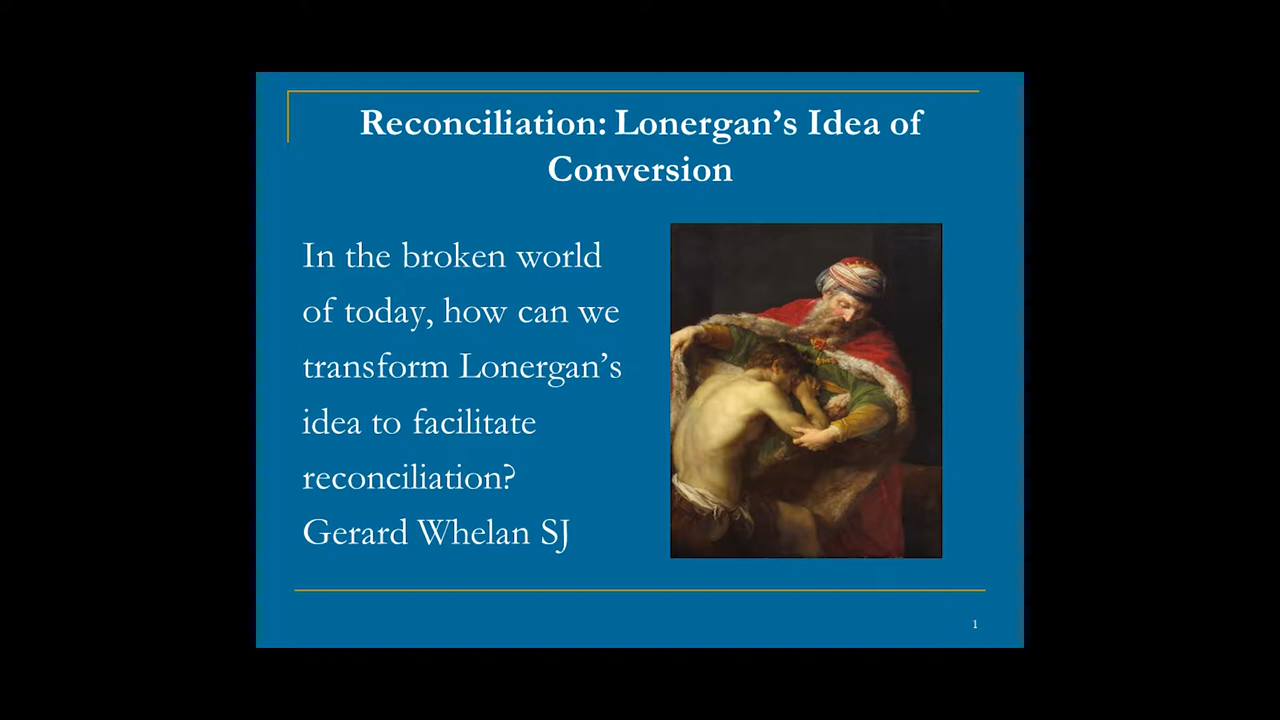 Reconciliation: Lonergan’s Idea of
Conversion
In the broken world
of today, how can we
transform Lonergan’s
idea to facilitate
reconciliation?
Gerard Whelan SJ
1